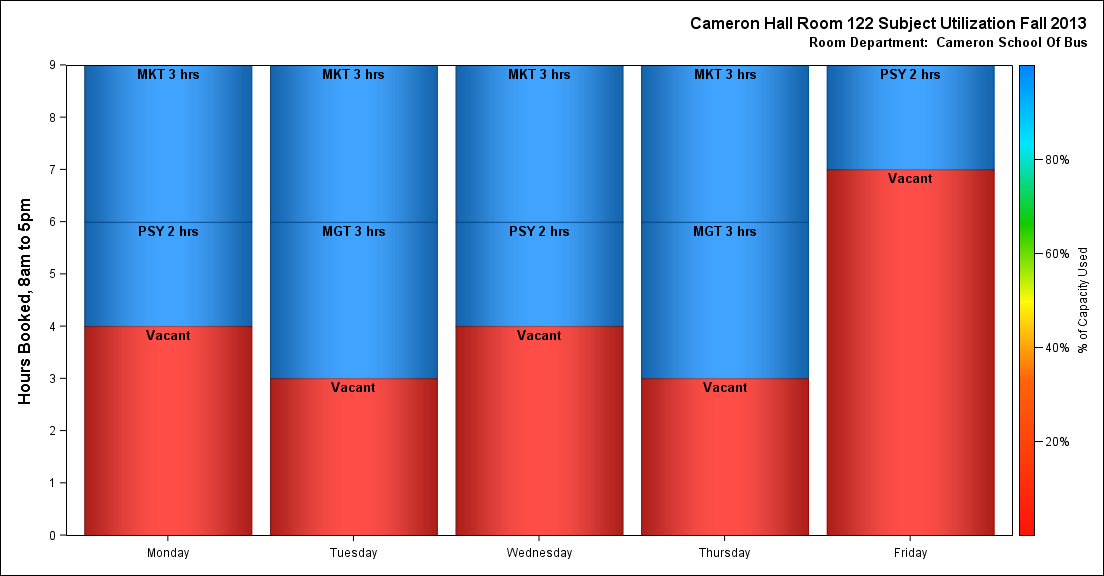 Cameron Hall Room 122 Subject Utilization Fall 2013
Room Department:  Cameron School Of Bus
Hours Booked, 8am to 5pm
9
8
7
6
5
4
3
2
1
0
MKT 3 hrs
PSY 2 hrs
Vacant
MKT 3 hrs
MGT 3 hrs
Vacant
MKT 3 hrs
PSY 2 hrs
Vacant
MKT 3 hrs
MGT 3 hrs
Vacant
PSY 2 hrs
Vacant
Monday
Tuesday
Wednesday
Thursday
Friday
80%
60%
40%
20%
% of Capacity Used